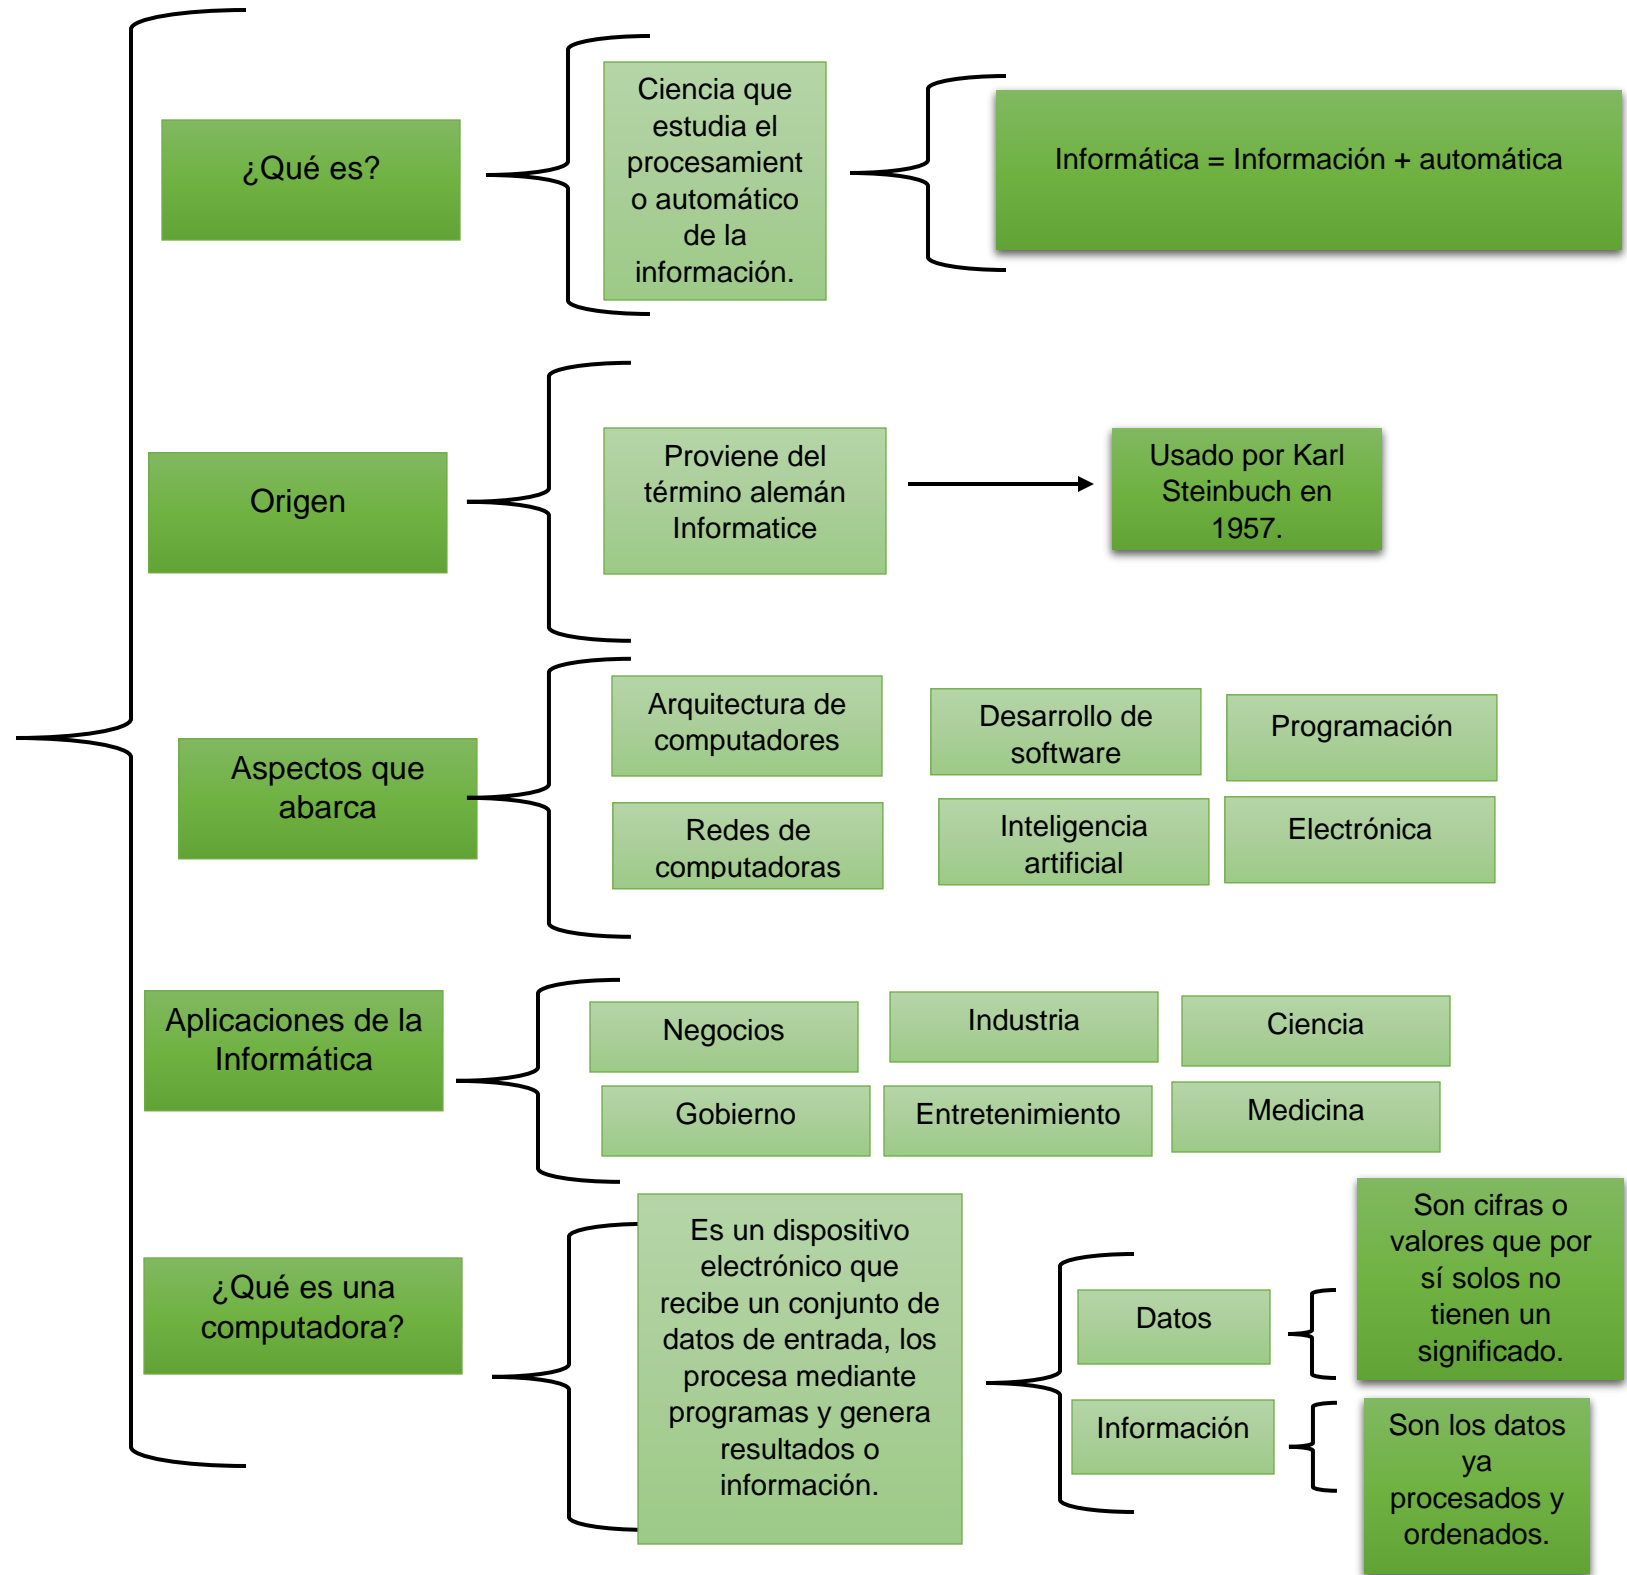 ¿Qué es?
Ciencia que
estudia el
procesamient
o automático
de la
información.
Informática = Información + automática
Origen
Proviene del
término alemán
Informatice
Usado por Karl
Steinbuch en
1957.
Aspectos que
abarca
Arquitectura de
computadores
Desarrollo de
software
Programación
Redes de
computadoras
Inteligencia
artificial
Electrónica
Aplicaciones de la
Informática
Negocios
Industria
Ciencia
Gobierno
Entretenimiento
Medicina
¿Qué es una
computadora?
Es un dispositivo
electrónico que
recibe un conjunto de
datos de entrada, los
procesa mediante
programas y genera
resultados o
información.
Datos
Son cifras o
valores que por
sí solos no
tienen un
significado.
Información
Son los datos
ya
procesados y
ordenados.